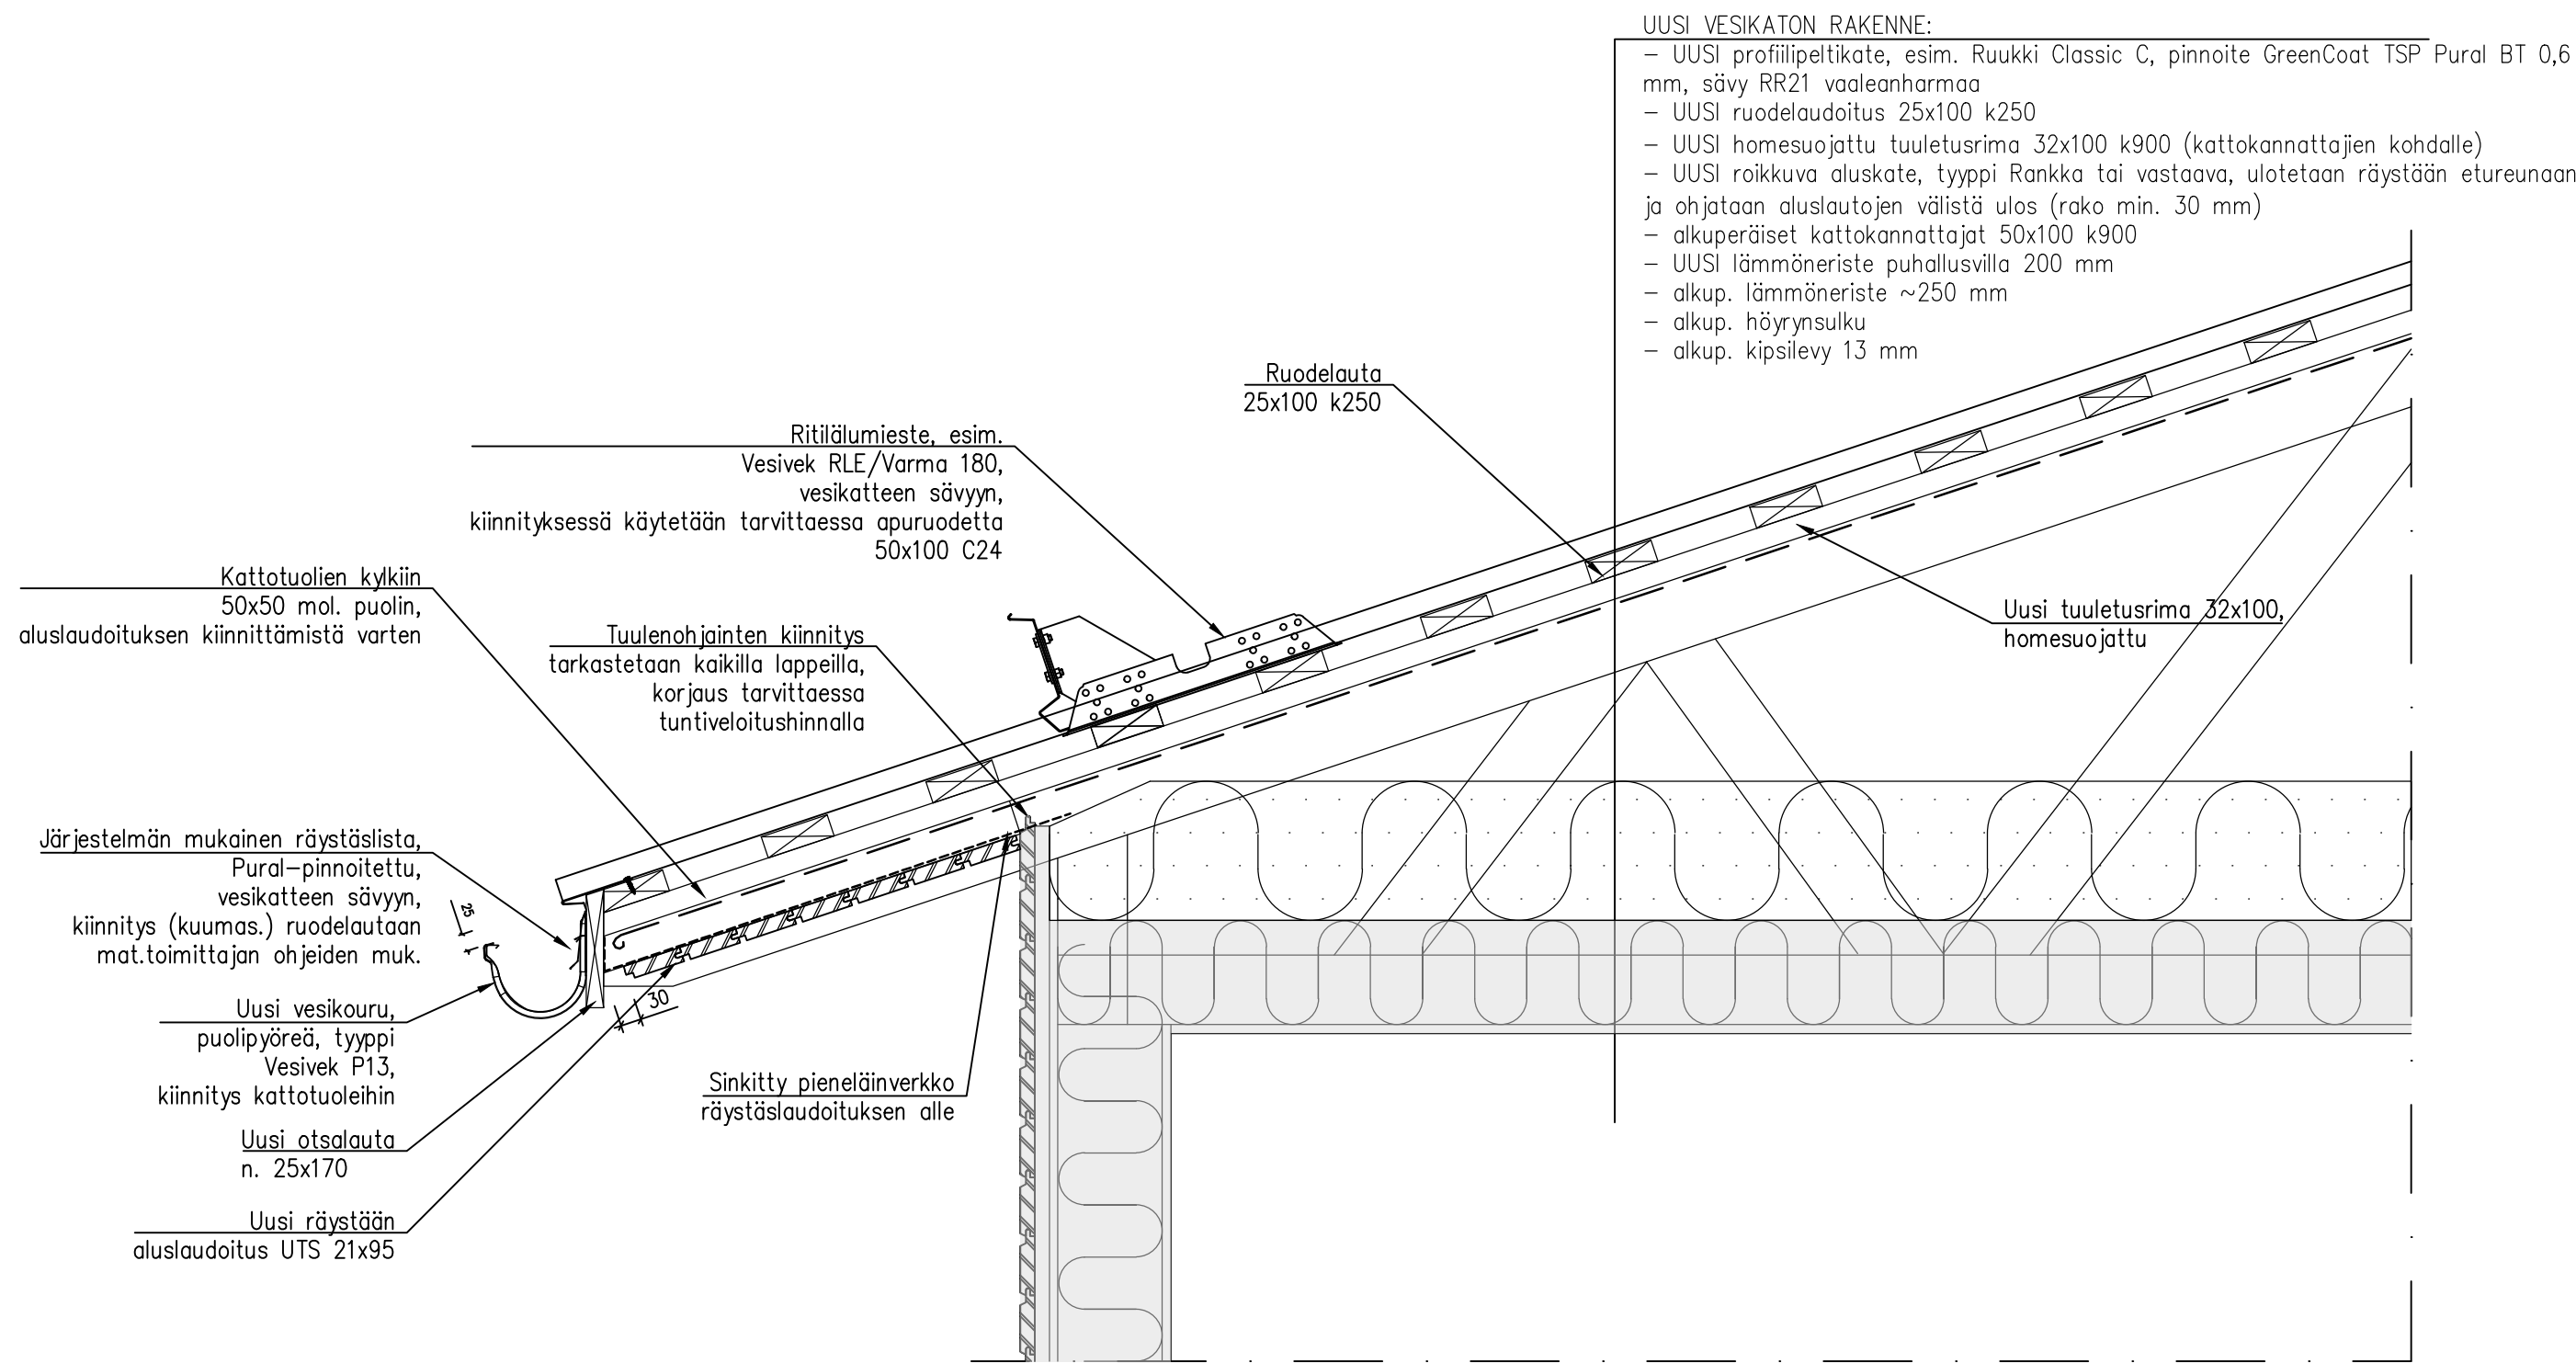 UUSI VESIKATON RAKENNE:
– UUSI profiilipeltikate, esim. Ruukki Classic C, pinnoite GreenCoat TSP Pural BT 0,6
mm, sävy RR21 vaaleanharmaa
– UUSI ruodelaudoitus 25x100 k250
– UUSI homesuojattu tuuletusrima 32x100 k900 (kattokannattajien kohdalle)
– UUSI roikkuva aluskate, tyyppi Rankka tai vastaava, ulotetaan räystään etureunaan
ja ohjataan aluslautojen välistä ulos (rako min. 30 mm)
– alkuperäiset kattokannattajat 50x100 k900
– UUSI lämmöneriste puhallusvilla 200 mm
– alkup. lämmöneriste ~250 mm
– alkup. höyrynsulku
– alkup. kipsilevy 13 mm
Ruodelauta
25x100 k250
Ritilälumieste, esim.
Vesivek RLE/Varma 180,
vesikatteen sävyyn,
kiinnityksessä käytetään tarvittaessa apuruodetta
50x100 C24
Kattotuolien kylkiin
50x50 mol. puolin,
aluslaudoituksen kiinnittämistä varten
Tuulenohjainten kiinnitys
tarkastetaan kaikilla lappeilla,
korjaus tarvittaessa
tuntiveloitushinnalla
Uusi tuuletusrima 32x100,
homesuojattu
Järjestelmän mukainen räystäslista,
Pural–pinnoitettu,
vesikatteen sävyyn,
kiinnitys (kuumas.) ruodelautaan
mat.toimittajan ohjeiden muk.
25
30
Uusi vesikouru,
puolipyöreä, tyyppi
Vesivek P13,
kiinnitys kattotuoleihin
Sinkitty pieneläinverkko
räystäslaudoituksen alle
Uusi otsalauta
n. 25x170
Uusi räystään
aluslaudoitus UTS 21x95